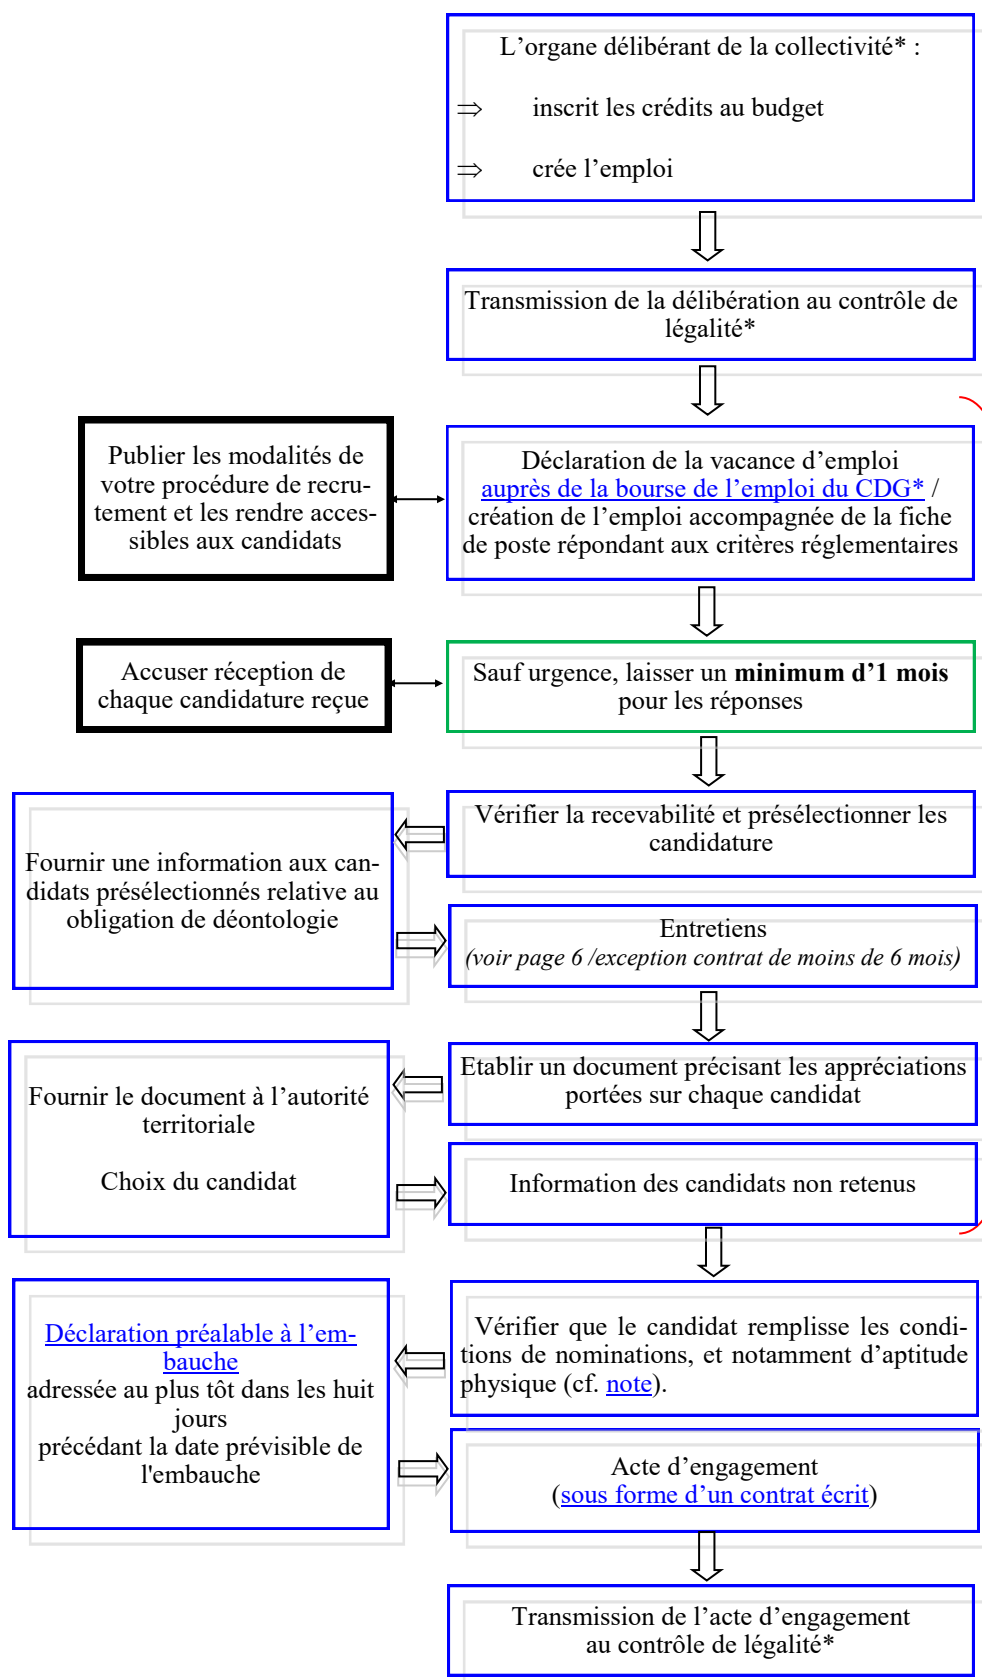 L’organe délibérant de la collectivité* :
⇒ inscrit les crédits au budget
⇒ crée l’emploi
Transmission de la délibération au contrôle de
légalité*
Publier les modalités de
votre procédure de recru-
tement et les rendre acces-
sibles aux candidats
Déclaration de la vacance d’emploi
auprès de la bourse de l’emploi du CDG* /
création de l’emploi accompagnée de la fiche
de poste répondant aux critères réglementaires
Accuser réception de
chaque candidature reçue
Sauf urgence, laisser un minimum d’1 mois
pour les réponses
Vérifier la recevabilité et présélectionner les
candidature
Fournir une information aux can-
didats présélectionnés relative au
obligation de déontologie
Entretiens
(voir page 6 /exception contrat de moins de 6 mois)
Etablir un document précisant les appréciations
portées sur chaque candidat
Fournir le document à l’autorité
territoriale
Choix du candidat
Information des candidats non retenus
Vérifier que le candidat remplisse les condi-
tions de nominations, et notamment d’aptitude
physique (cf. note).
Déclaration préalable à l’em-
bauche
adressée au plus tôt dans les huit
jours
précédant la date prévisible de
l'embauche
Acte d’engagement
(sous forme d’un contrat écrit)
Transmission de l’acte d’engagement
au contrôle de légalité*